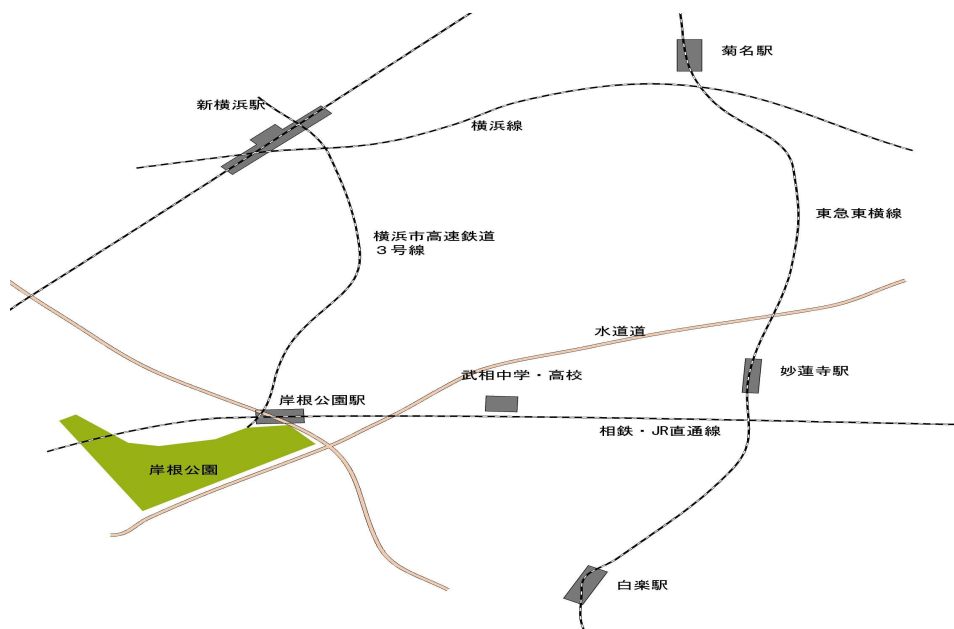 菊名駅
新横浜駅
横浜線
東急東横線
横浜市高速鉄道
３号線
水道道
武相中学・高校
妙蓮寺駅
岸根公園駅
相鉄・JR直通線
岸根公園
白楽駅